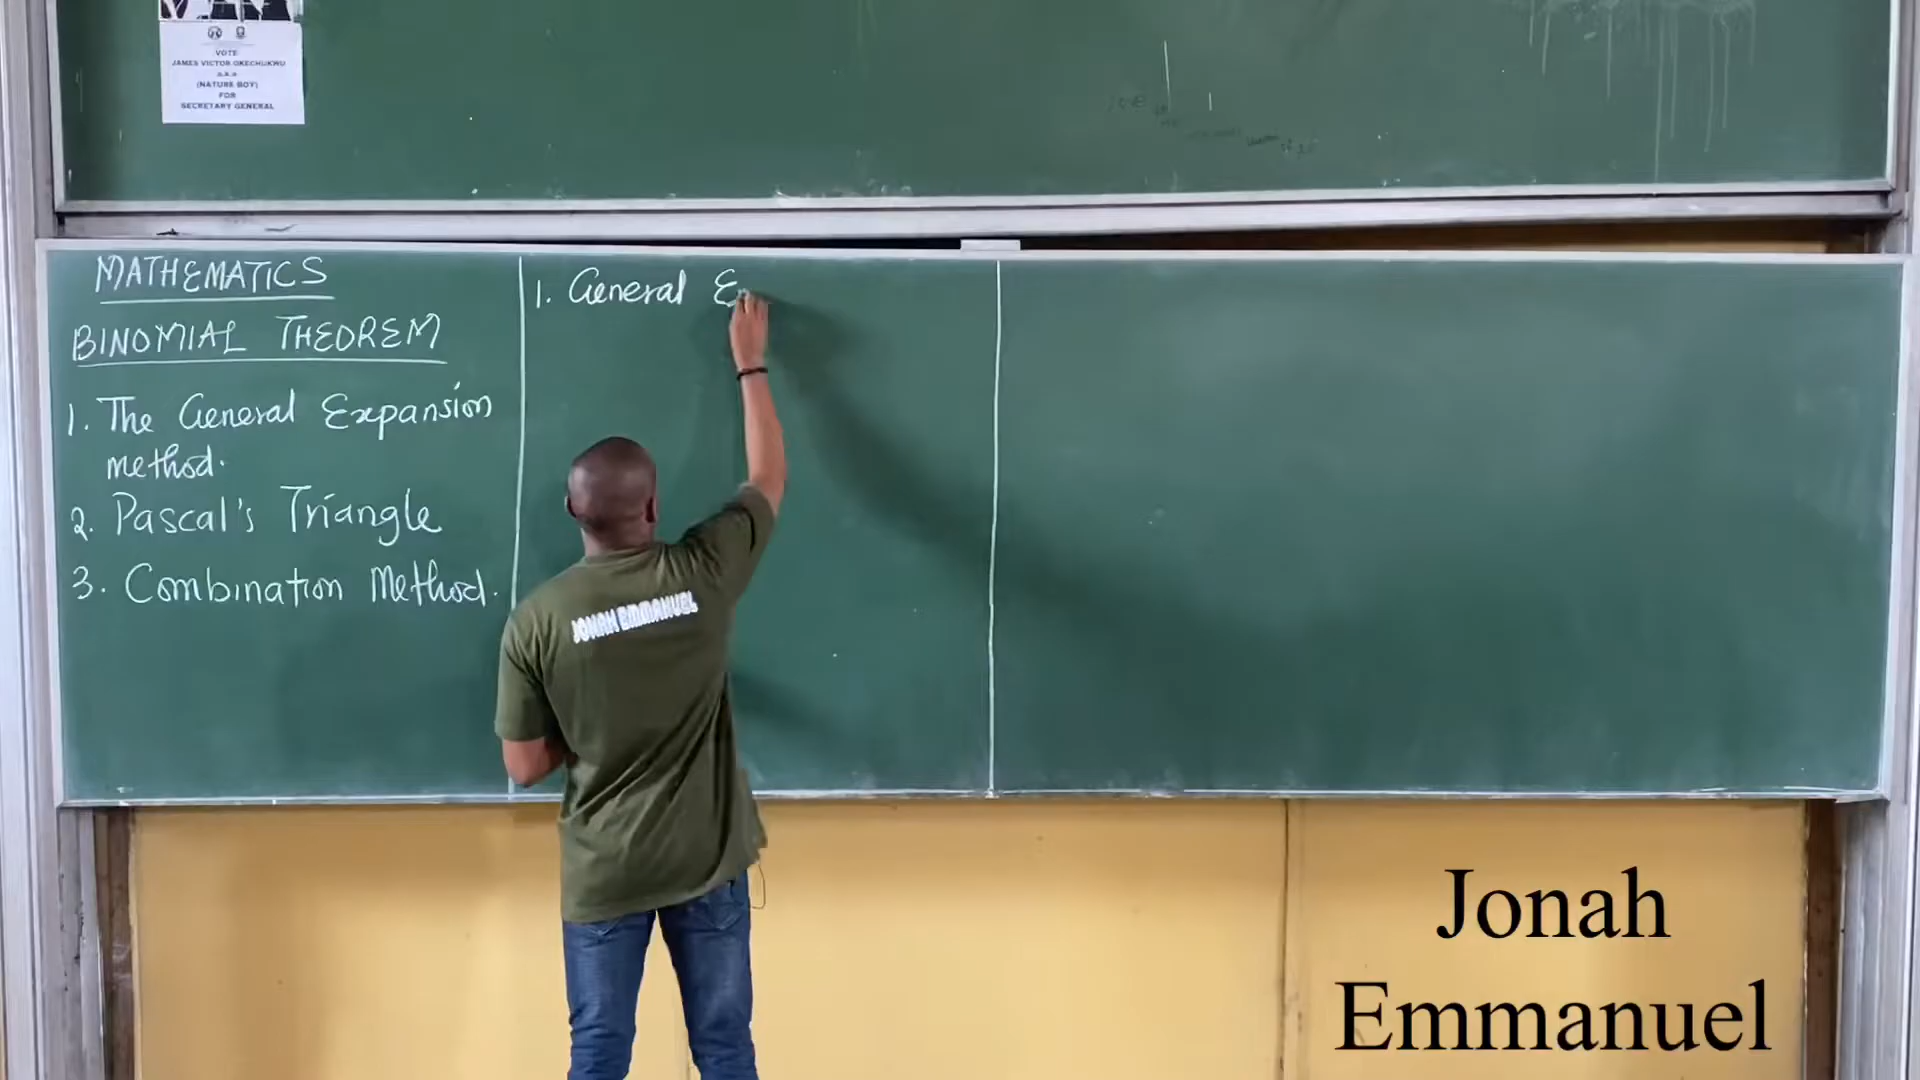 VOTE
JAMES VICTOR OKECHUKWU
a.k.a
(NATURE BOY)
FOR
SECRETARY GENERAL
MATHEMATICS
BINOMIAL THEOREM
1. The General Expansion
method.
2. Pascal's Triangle
3. Combination Method.
1. General E
JONAH EMMANUEL
Jonah
Emmanuel